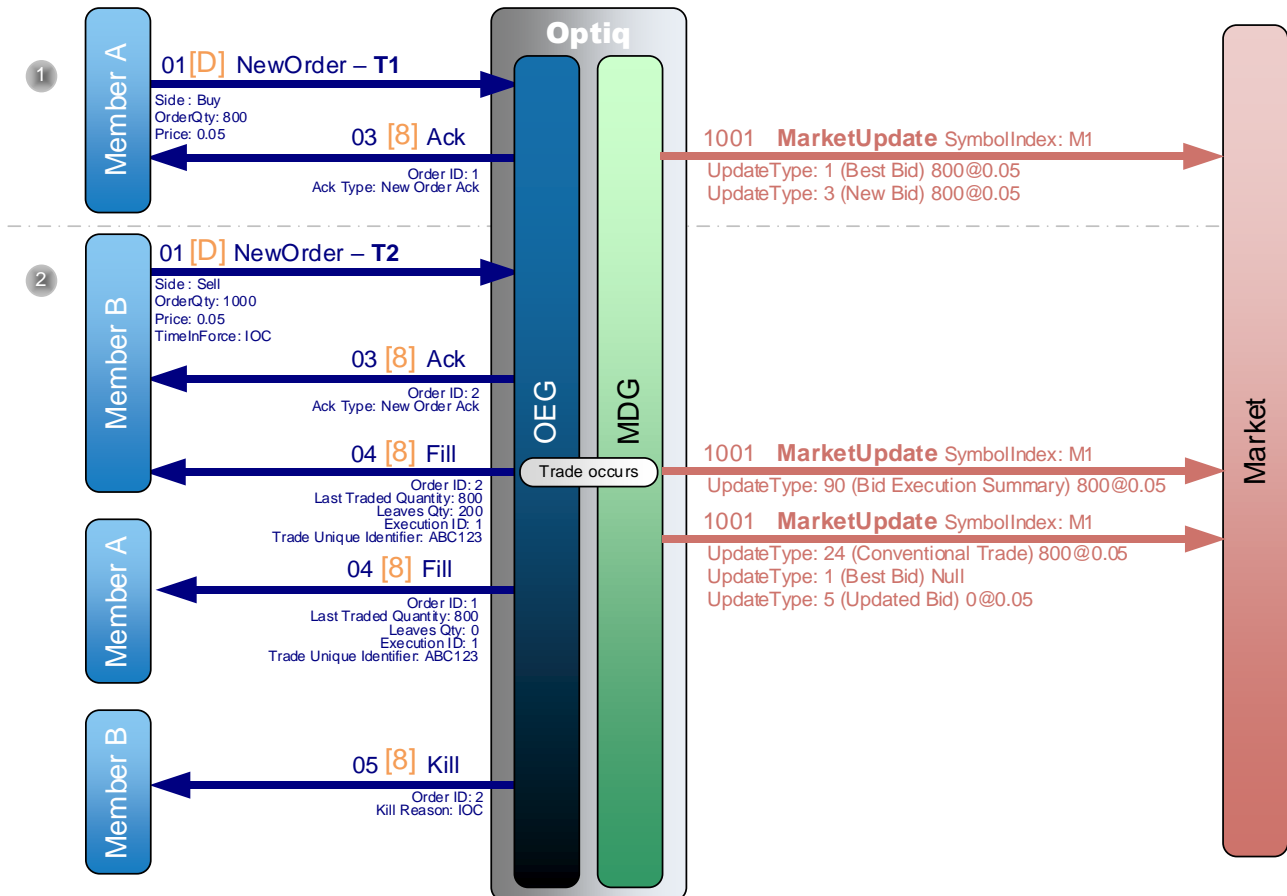 Optiq
1
Member A
01 [D] NewOrder – T1
Side : Buy
OrderQty: 800
Price: 0.05
03 [8] Ack
Order ID: 1
Ack Type: New Order Ack
1001 MarketUpdate SymbolIndex: M1
UpdateType: 1 (Best Bid) 800@0.05
UpdateType: 3 (New Bid) 800@0.05
2
Member B
01 [D] NewOrder – T2
Side : Sell
OrderQty: 1000
Price: 0.05
TimeInForce: IOC
03 [8] Ack
Order ID: 2
Ack Type: New Order Ack
OEG
MDG
Market
04 [8] Fill
Order ID: 2
Last Traded Quantity: 800
Leaves Qty: 200
Execution ID: 1
Trade Unique Identifier: ABC123
Trade occurs
1001 MarketUpdate SymbolIndex: M1
UpdateType: 90 (Bid Execution Summary) 800@0.05
1001 MarketUpdate SymbolIndex: M1
UpdateType: 24 (Conventional Trade) 800@0.05
UpdateType: 1 (Best Bid) Null
UpdateType: 5 (Updated Bid) 0@0.05
Member A
04 [8] Fill
Order ID: 1
Last Traded Quantity: 800
Leaves Qty: 0
Execution ID: 1
Trade Unique Identifier: ABC123
Member B
05 [8] Kill
Order ID: 2
Kill Reason: IOC